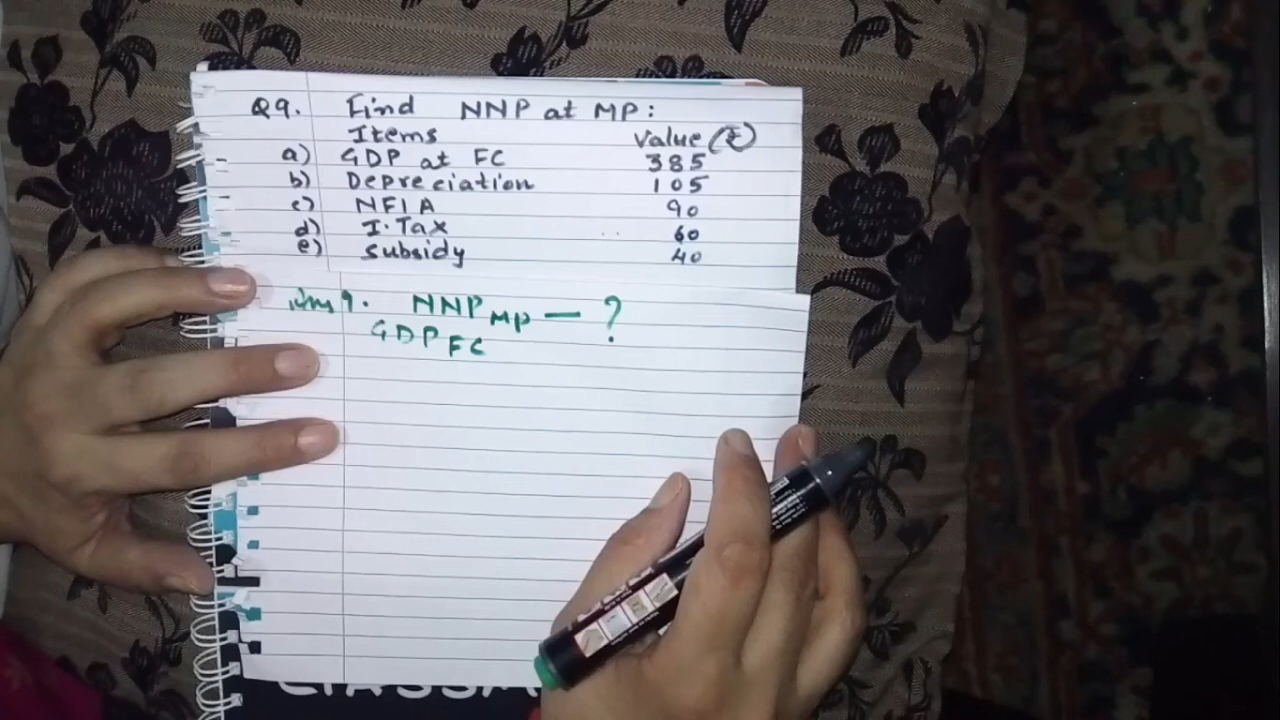 Q9. Find NNP at MP:
Items Value (₹)
a) GDP at FC 385
b) Depreciation 105
c) NFIA 90
d) I.Tax 60
e) Subsidy 40
Ans 9. NNP MP — ?
GDP FC